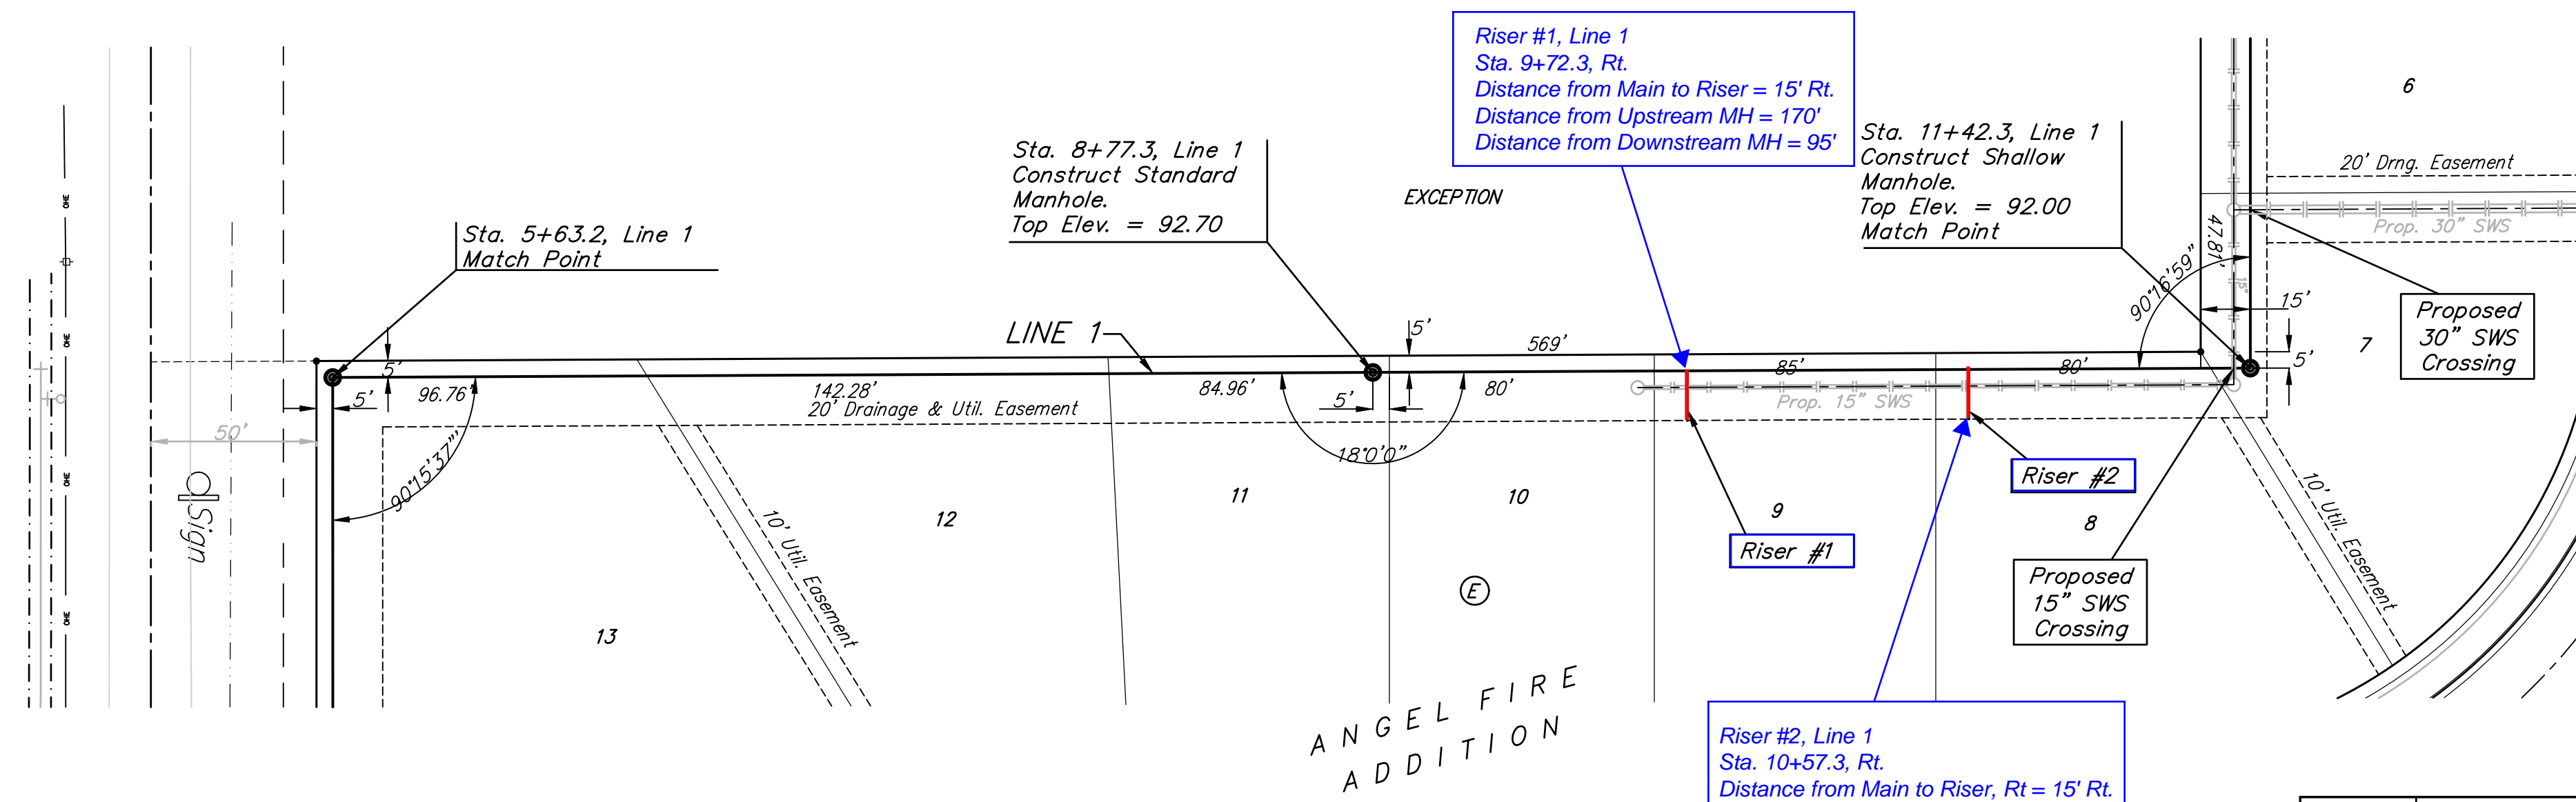 Riser #1, Line 1
Sta. 9+72.3, Rt.
Distance from Main to Riser = 15' Rt.
Distance from Upstream MH = 170'
Distance from Downstream MH = 95'
Sta. 5+63.2, Line 1
Match Point
Sta. 8+77.3, Line 1
Construct Standard
Manhole.
Top Elev. = 92.70
EXCEPTION
Sta. 11+42.3, Line 1
Construct Shallow
Manhole.
Top Elev. = 92.00
Match Point
6
20' Drng. Easement
Prop. 30" SWS
47.81'
90°16'59"
15"
15'
5'
7
Proposed
30" SWS
Crossing
OHE
OHE
OHE
OHE
LINE 1
5'
569'
5'
96.76'
142.28'
84.96'
80'
85'
80'
5'
5'
20' Drainage & Util. Easement
Prop. 15" SWS
50'
90°15'37"
18°0'0"
Sign
10' Util. Easement
13
12
11
10
9
8
Riser #1
Riser #2
Proposed
15" SWS
Crossing
10' Util. Easement
E
ANGEL FIRE
ADDITION
Riser #2, Line 1
Sta. 10+57.3, Rt.
Distance from Main to Riser, Rt = 15' Rt.